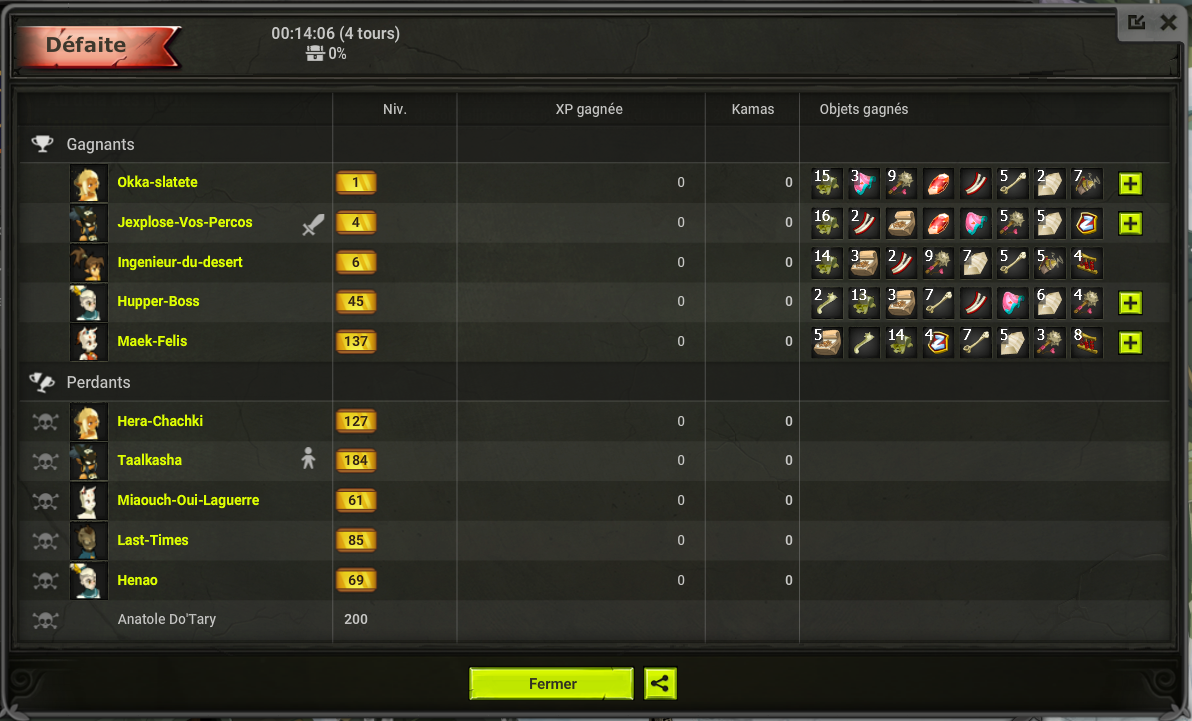 Défaite
00:14:06 (4 tours)
0%
Niv. XP gagnée Kamas Objets gagnés
Gagnants
Okka-slatete 1 0 0 15 3 9 5 2 7
Jexplose-Vos-Percos 4 0 0 16 2 5 5
Ingenieur-du-desert 6 0 0 14 3 2 9 7 5 5 4
Hupper-Boss 45 0 0 2 13 3 7 6 4
Maek-Felis 137 0 0 5 14 4 7 5 3 8
Perdants
Hera-Chachki 127 0 0
Taalkasha 184 0 0
Miaouch-Oui-Laguerre 61 0 0
Last-Times 85 0 0
Henao 69 0 0
Anatole Do'Tary 200
Fermer